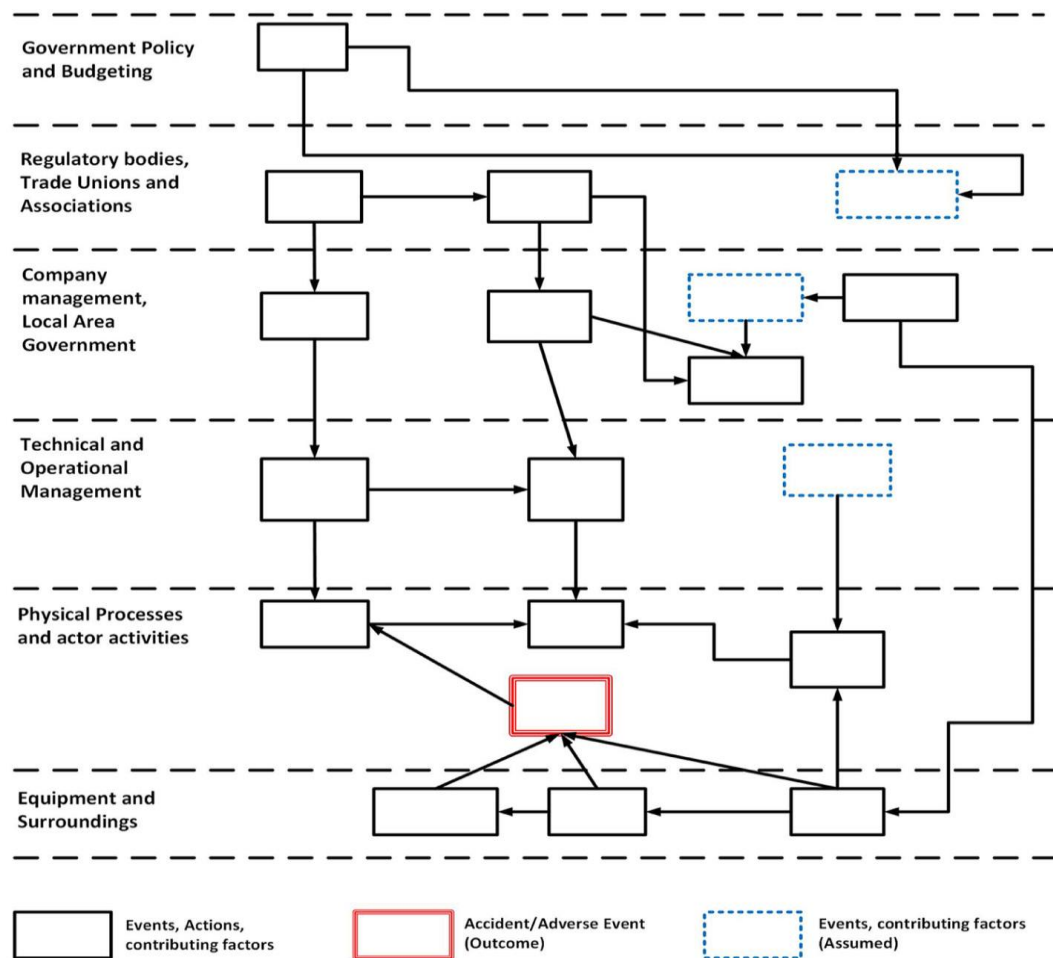 Government Policy
and Budgeting
Regulatory bodies,
Trade Unions and
Associations
Company
management,
Local Area
Government
Technical and
Operational
Management
Physical Processes
and actor activities
Equipment and
Surroundings
Events, Actions,
contributing factors
Accident/Adverse Event
(Outcome)
Events, contributing factors
(Assumed)